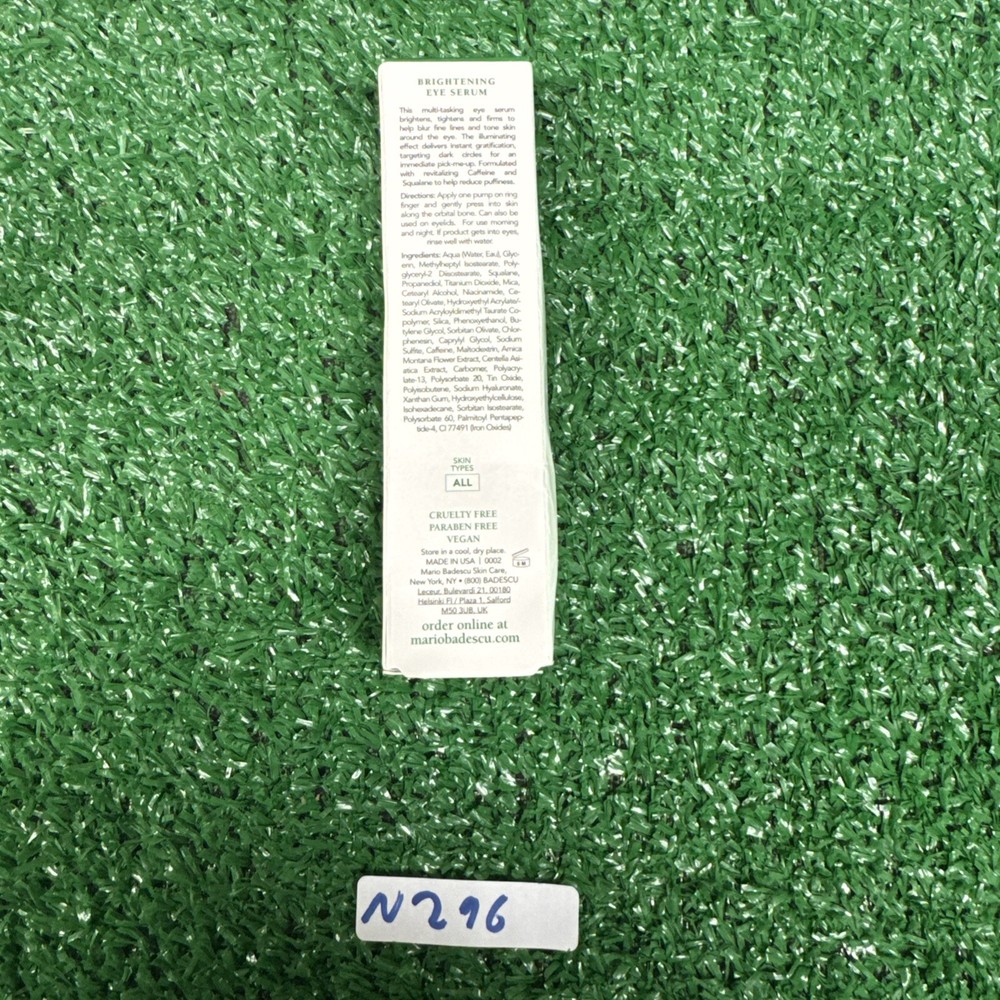 BRIGHTENING
EYE SERUM
This multi-tasking eye serum
brightens, tightens and firms to
help blur fine lines and tone skin
around the eye. The illuminating
effect delivers instant gratification,
targeting dark circles for an
immediate pick-me-up. Formulated
with revitalizing Caffeine and
Squalane to help reduce puffiness.
Directions: Apply one pump on ring
finger and gently press into skin
along the orbital bone. Can also be
used on eyelids. For use morning
and night. If product gets into eyes,
rinse well with water.
Ingredients: Aqua (Water, Eau), Glyc-
erin, Methylheptyl Isostearate, Poly-
glyceryl-2 Diisostearate, Squalane,
Propanediol, Titanium Dioxide, Mica,
Cetearyl Alcohol, Niacinamide, Ce-
tearyl Olivate, Hydroxyethyl Acrylate/-
Sodium Acryloyldimethyl Taurate Co-
polymer, Silica, Phenoxyethanol, Bu-
tylene Glycol, Sorbitan Olivate, Chlor-
phenesin, Caprylyl Glycol, Sodium
Sulfite, Caffeine, Maltodextrin, Arnica
Montana Flower Extract, Centella Asi-
atica Extract, Carbomer, Polyacry-
late-13, Polysorbate 20, Tin Oxide,
Polyisobutene, Sodium Hyaluronate,
Xanthan Gum, Hydroxyethylcellulose,
Isohexadecane, Sorbitan Isostearate,
Polysorbate 60, Palmitoyl Pentapep-
tide-4, CI 77491 (Iron Oxides)
SKIN
TYPES
ALL
CRUELTY FREE
PARABEN FREE
VEGAN
Store in a cool, dry place.
MADE IN USA | 0002
Mario Badescu Skin Care,
New York, NY • (800) BADESCU
Leceur, Bulevardi 21, 00180
Helsinki FI / Plaza 1, Salford
M50 3UB, UK
order online at
mariobadescu.com
N296